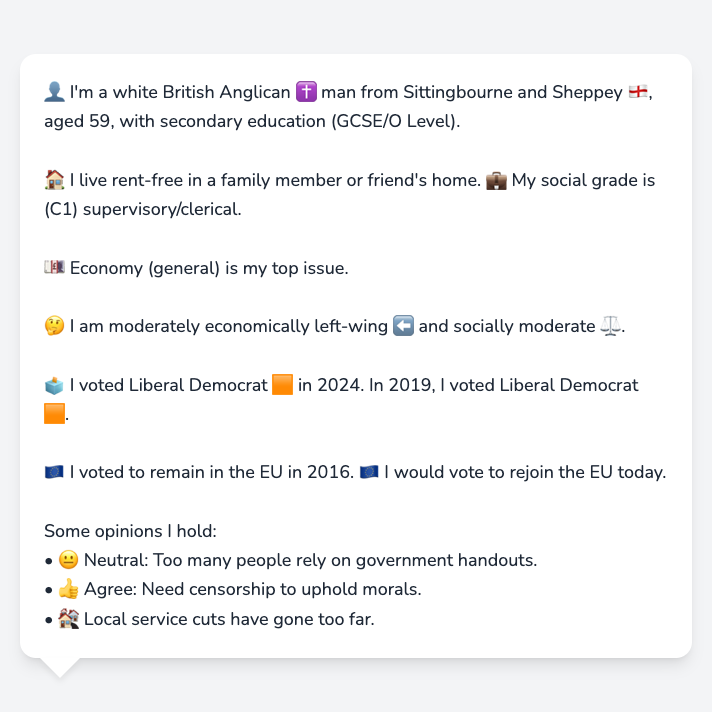 👤 I'm a white British Anglican ✝️ man from Sittingbourne and Sheppey 🏴󠁧󠁢󠁥󠁮󠁧󠁿,
aged 59, with secondary education (GCSE/O Level).
🏠 I live rent-free in a family member or friend's home. 💼 My social grade is
(C1) supervisory/clerical.
💷 Economy (general) is my top issue.
🤔 I am moderately economically left-wing ⬅️ and socially moderate ⚖️.
🗳️ I voted Liberal Democrat 🟧 in 2024. In 2019, I voted Liberal Democrat
🟧.
🇪🇺 I voted to remain in the EU in 2016. 🇪🇺 I would vote to rejoin the EU today.
Some opinions I hold:
• 😐 Neutral: Too many people rely on government handouts.
• 👍 Agree: Need censorship to uphold morals.
• 🏚️ Local service cuts have gone too far.